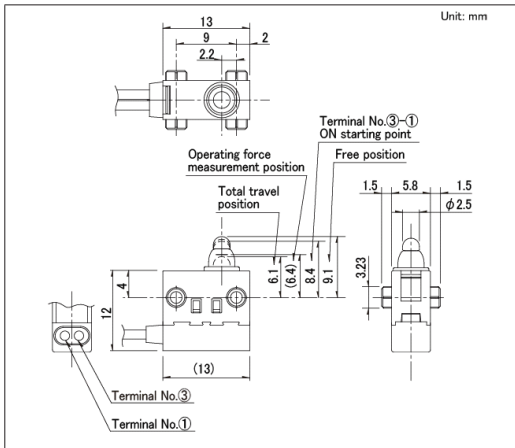 Unit: mm
13
9
2
2.2
Terminal No.③-①
ON starting point
Operating force
measurement position
Free position
Total travel
position
1.5
5.8
1.5
φ2.5
6.1
(6.4)
8.4
9.1
3.23
4
12
(13)
Terminal No.③
Terminal No.①